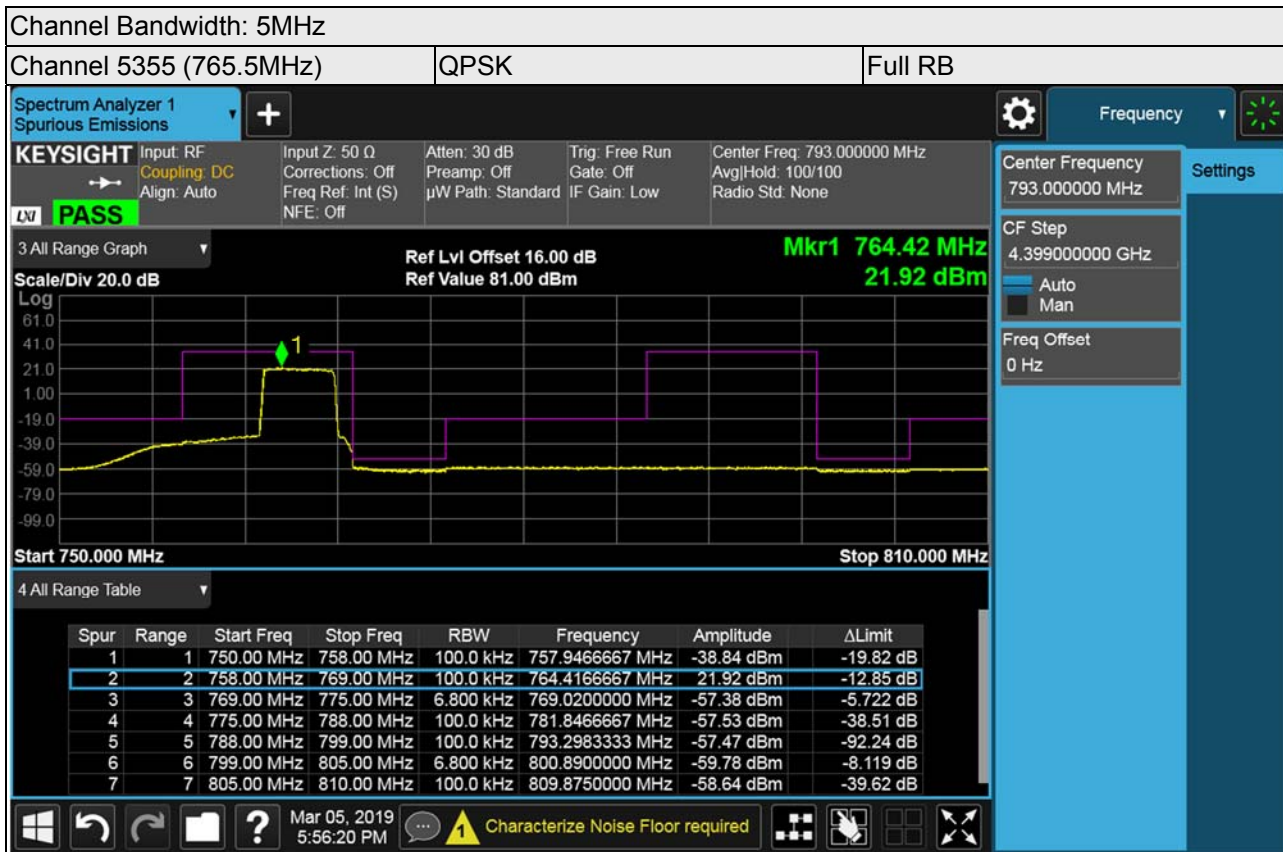 Channel Bandwidth: 5MHz
Channel 5355 (765.5MHz) QPSK Full RB
Spectrum Analyzer 1
Spurious Emissions
+
Frequency
KEYSIGHT Input: RF Input Z: 50 Ω Atten: 30 dB Trig: Free Run Center Freq: 793.000000 MHz
Coupling: DC Corrections: Off Preamp: Off Gate: Off Avg|Hold: 100/100
Align: Auto Freq Ref: Int (S) µW Path: Standard IF Gain: Low Radio Std: None
LXI PASS NFE: Off
Center Frequency
793.000000 MHz
Settings
CF Step
4.399000000 GHz
Auto
Man
Freq Offset
0 Hz
3 All Range Graph
Ref Lvl Offset 16.00 dB
Mkr1 764.42 MHz
Scale/Div 20.0 dB
Ref Value 81.00 dBm
21.92 dBm
Log
61.0
41.0
1
21.0
1.00
-19.0
-39.0
-59.0
-79.0
-99.0
Start 750.000 MHz Stop 810.000 MHz
4 All Range Table
Spur Range Start Freq Stop Freq RBW Frequency Amplitude ΔLimit
1 1 750.00 MHz 758.00 MHz 100.0 kHz 757.9466667 MHz -38.84 dBm -19.82 dB
2 2 758.00 MHz 769.00 MHz 100.0 kHz 764.4166667 MHz 21.92 dBm -12.85 dB
3 3 769.00 MHz 775.00 MHz 6.800 kHz 769.0200000 MHz -57.38 dBm -5.722 dB
4 4 775.00 MHz 788.00 MHz 100.0 kHz 781.8466667 MHz -57.53 dBm -38.51 dB
5 5 788.00 MHz 799.00 MHz 100.0 kHz 793.2983333 MHz -57.47 dBm -92.24 dB
6 6 799.00 MHz 805.00 MHz 6.800 kHz 800.8900000 MHz -59.78 dBm -8.119 dB
7 7 805.00 MHz 810.00 MHz 100.0 kHz 809.8750000 MHz -58.64 dBm -39.62 dB
?
Mar 05, 2019
5:56:20 PM
1 Characterize Noise Floor required